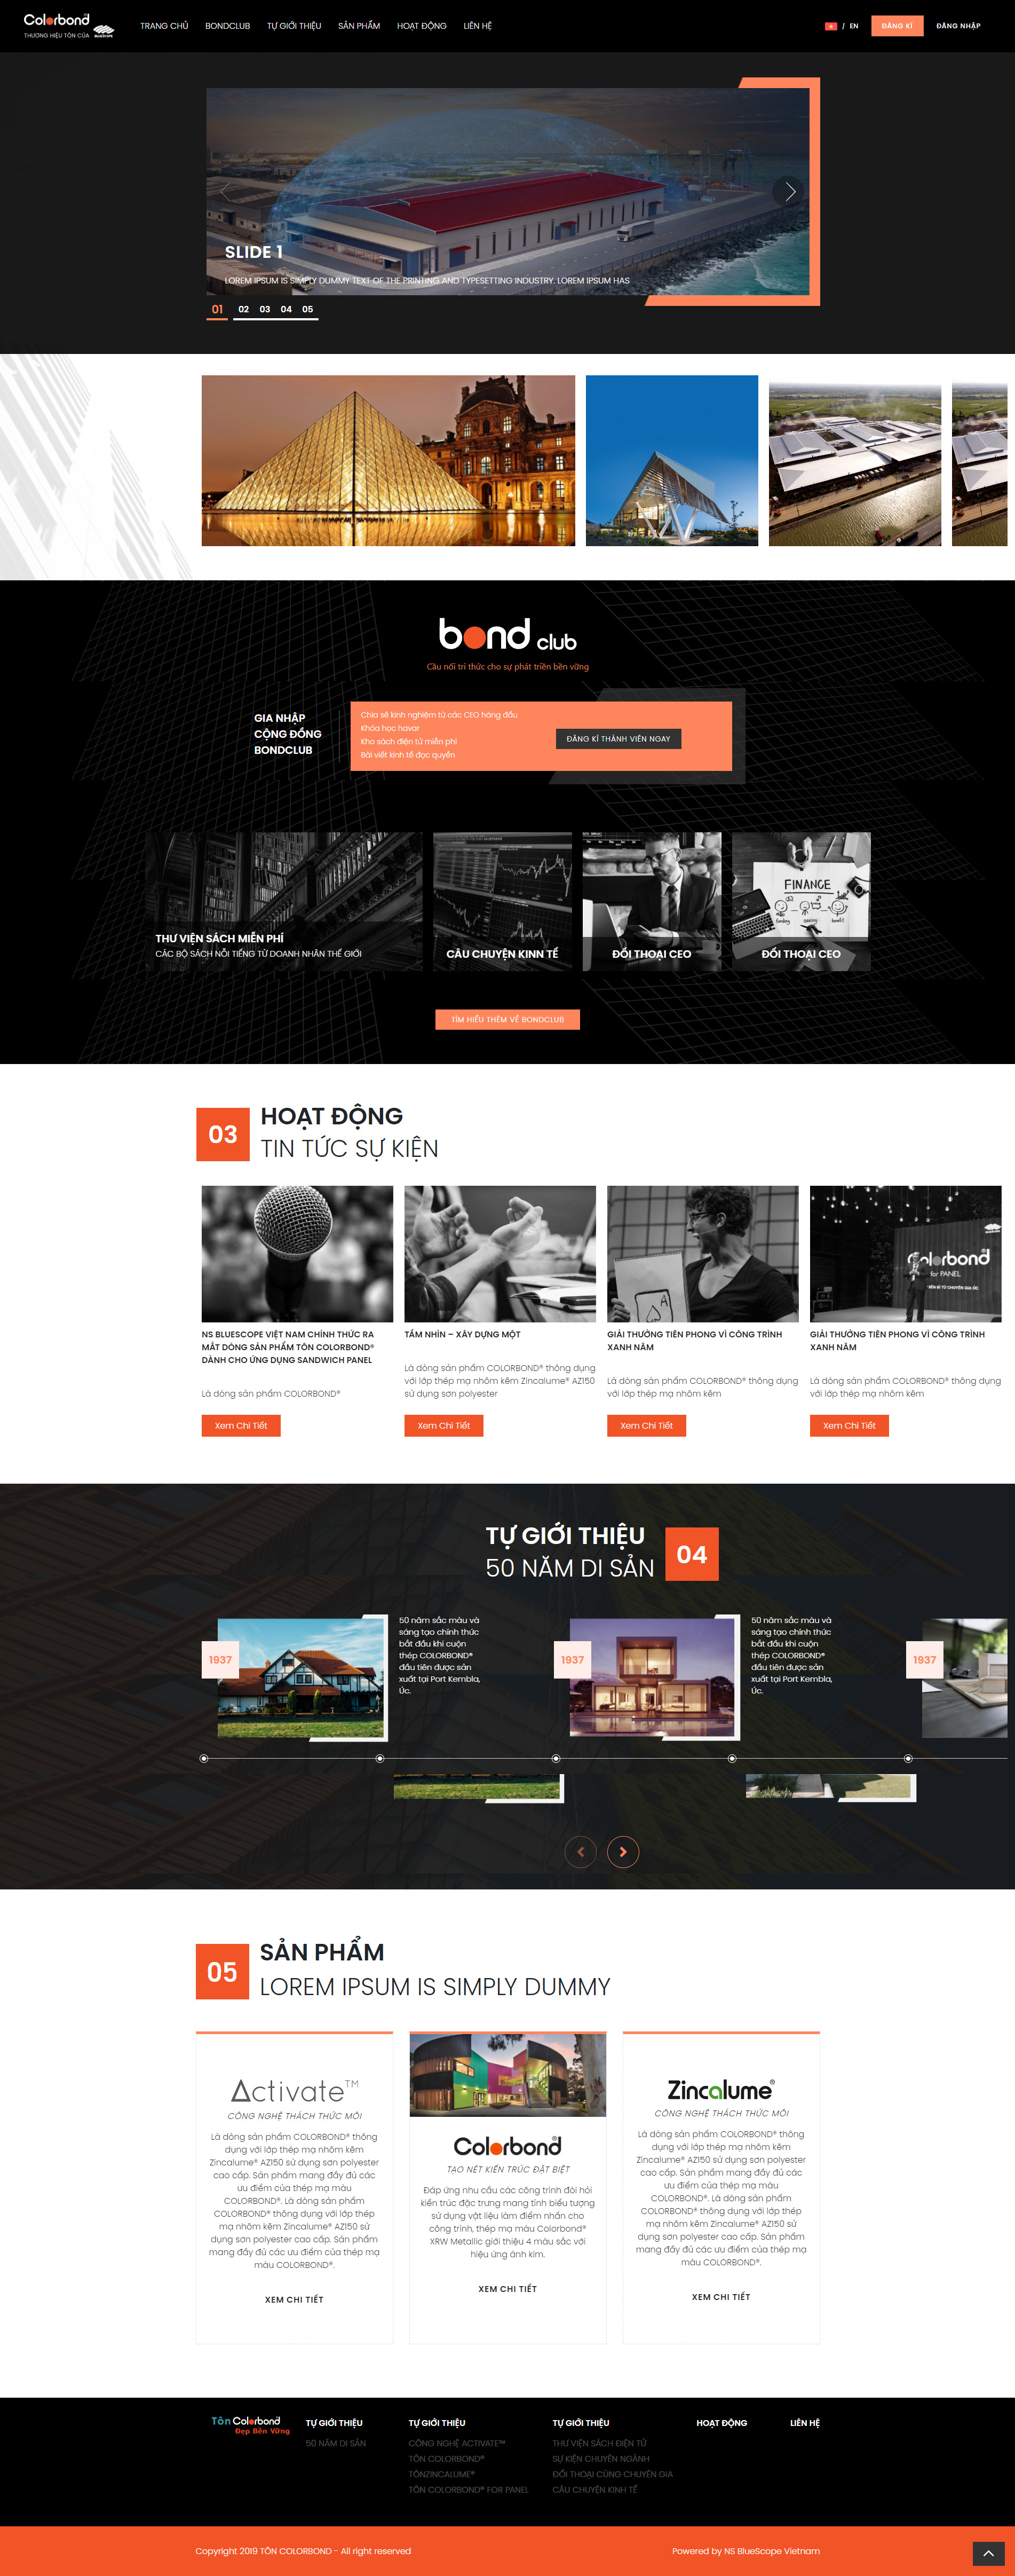 Colorbond
THƯƠNG HIỆU TÔN CỦA BLUESCOPE
TRANG CHỦ BONDCLUB TỰ GIỚI THIỆU SẢN PHẨM HOẠT ĐỘNG LIÊN HỆ
/ EN ĐĂNG KÍ ĐĂNG NHẬP
SLIDE 1
LOREM IPSUM IS SIMPLY DUMMY TEXT OF THE PRINTING AND TYPESETTING INDUSTRY. LOREM IPSUM HAS
01 02 03 04 05
bond club
Cầu nối tri thức cho sự phát triển bền vững
GIA NHẬP
CỘNG ĐỒNG
BONDCLUB
Chia sẻ kinh nghiệm từ các CEO hàng đầu
Khóa học havar
Kho sách điện tử miễn phí
Bài viết kinh tế đọc quyền
ĐĂNG KÍ THÀNH VIÊN NGAY
THƯ VIỆN SÁCH MIỄN PHÍ
CÁC BỘ SÁCH NỔI TIẾNG TỪ DOANH NHÂN THẾ GIỚI
CÂU CHUYỆN KINN TẾ
ĐỐI THOẠI CEO
FINANCE
funding saving benefit
ĐỐI THOẠI CEO
TÌM HIỂU THÊM VỀ BONDCLUB
03
HOẠT ĐỘNG
TIN TỨC SỰ KIỆN
A
Colorbond
for PANEL
NS BLUESCOPE VIỆT NAM CHÍNH THỨC RA
MẮT DÒNG SẢN PHẨM TÔN COLORBOND®
DÀNH CHO ỨNG DỤNG SANDWICH PANEL
Là dòng sản phẩm COLORBOND®
Xem Chi Tiết
TẦM NHÌN – XÂY DỰNG MỘT
Là dòng sản phẩm COLORBOND® thông dụng
với lớp thép mạ nhôm kẽm Zincalume® AZ150
sử dụng sơn polyester
Xem Chi Tiết
GIẢI THƯỞNG TIÊN PHONG VÌ CÔNG TRÌNH
XANH NĂM
Là dòng sản phẩm COLORBOND® thông dụng
với lớp thép mạ nhôm kẽm
Xem Chi Tiết
GIẢI THƯỞNG TIÊN PHONG VÌ CÔNG TRÌNH
XANH NĂM
Là dòng sản phẩm COLORBOND® thông dụng
với lớp thép mạ nhôm kẽm
Xem Chi Tiết
TỰ GIỚI THIỆU
50 NĂM DI SẢN
04
1937
50 năm sắc màu và
sáng tạo chính thức
bắt đầu khi cuộn
thép COLORBOND®
đầu tiên được sản
xuất tại Port Kembla,
Úc.
1937
50 năm sắc màu và
sáng tạo chính thức
bắt đầu khi cuộn
thép COLORBOND®
đầu tiên được sản
xuất tại Port Kembla,
Úc.
1937
05
SẢN PHẨM
LOREM IPSUM IS SIMPLY DUMMY
Activate™
CÔNG NGHỆ THÁCH THỨC MỚI
Là dòng sản phẩm COLORBOND® thông
dụng với lớp thép mạ nhôm kẽm
Zincalume® AZ150 sử dụng sơn polyester
cao cấp. Sản phẩm mang đầy đủ các
ưu điểm của thép mạ màu
COLORBOND®. Là dòng sản phẩm
COLORBOND® thông dụng với lớp thép
mạ nhôm kẽm Zincalume® AZ150 sử
dụng sơn polyester cao cấp. Sản phẩm
mang đầy đủ các ưu điểm của thép mạ
màu COLORBOND®.
XEM CHI TIẾT
Colorbond®
TẠO NÉT KIẾN TRÚC ĐẶT BIỆT
Đáp ứng nhu cầu các công trình đòi hỏi
kiến trúc đặc trưng mang tính biểu tượng
sử dụng vật liệu làm điểm nhấn cho
công trình, thép mạ màu Colorbond®
XRW Metallic giới thiệu 4 màu sắc với
hiệu ứng ánh kim.
XEM CHI TIẾT
Zincalume®
CÔNG NGHỆ THÁCH THỨC MỚI
Là dòng sản phẩm COLORBOND® thông
dụng với lớp thép mạ nhôm kẽm
Zincalume® AZ150 sử dụng sơn polyester
cao cấp. Sản phẩm mang đầy đủ các
ưu điểm của thép mạ màu
COLORBOND®. Là dòng sản phẩm
COLORBOND® thông dụng với lớp thép
mạ nhôm kẽm Zincalume® AZ150 sử
dụng sơn polyester cao cấp. Sản phẩm
mang đầy đủ các ưu điểm của thép mạ
màu COLORBOND®.
XEM CHI TIẾT
Tôn Colorbond
Đẹp Bền Vững
TỰ GIỚI THIỆU
50 NĂM DI SẢN
TỰ GIỚI THIỆU
CÔNG NGHỆ ACTIVATE™
TÔN COLORBOND®
TÔNZINCALUME®
TÔN COLORBOND® FOR PANEL
TỰ GIỚI THIỆU
THƯ VIỆN SÁCH ĐIỆN TỬ
SỰ KIỆN CHUYÊN NGÀNH
ĐỐI THOẠI CÙNG CHUYÊN GIA
CÂU CHUYỆN KINH TẾ
HOẠT ĐỘNG
LIÊN HỆ
Copyright 2019 TÔN COLORBOND - All right reserved
Powered by NS BlueScope Vietnam